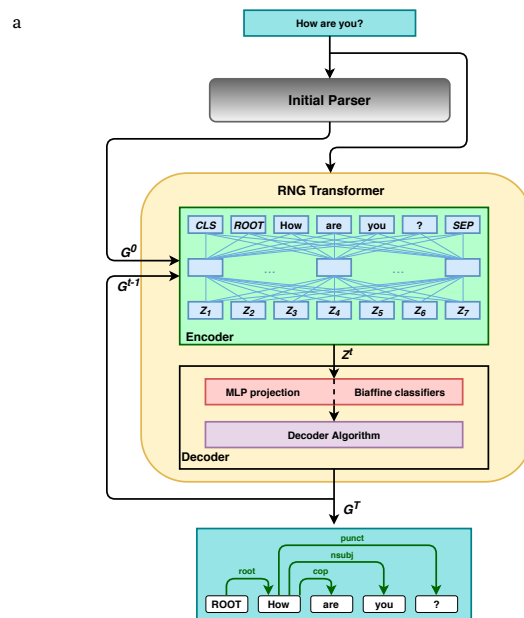 a
How are you?
Initial Parser
RNG Transformer
CLS ROOT How are you ? SEP
G0
... ...
Gt-1
Z1 Z2 Z3 Z4 Z5 Z6 Z7
Encoder
Zt
MLP projection Biaffine classifiers
Decoder Algorithm
Decoder
GT
punct
nsubj
root cop
ROOT How are you ?